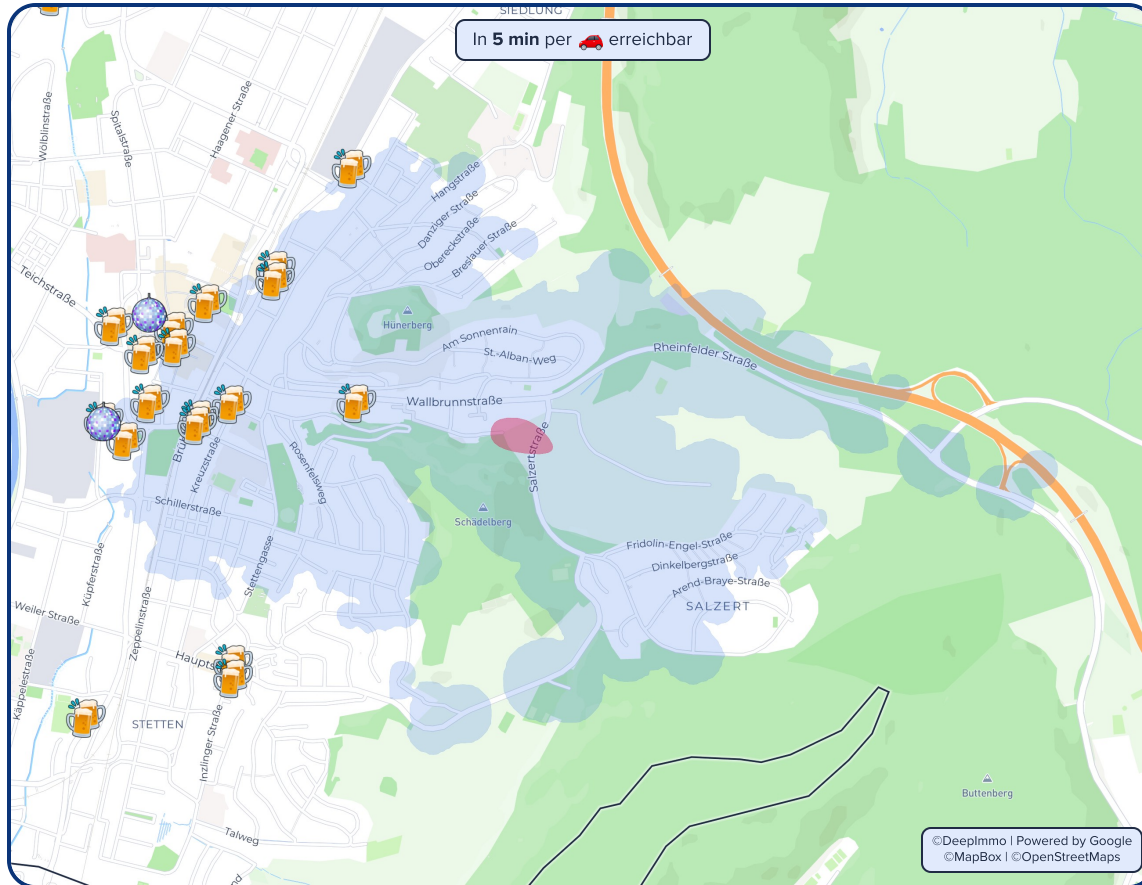 SIEDLUNG
In 5 min per erreichbar
Wölblinstraße
Spitalstraße
Haagener Straße
Hangstraße
Danziger Straße
Obereckstraße
Breslauer Straße
Teichstraße
Hünerberg
Am Sonnenrain
St.-Alban-Weg
Rheinfelder Straße
Wallbrunnstraße
Salzertstraße
Kreuzstraße
Rosenfelsweg
Schillerstraße
Schädelberg
Stettengasse
Fridolin-Engel-Straße
Dinkelbergstraße
Arend-Braye-Straße
SALZERT
Küpferstraße
Weiler Straße
Zeppelinstraße
Käppelestraße
STETTEN
Inzlinger Straße
Buttenberg
Talweg
©DeepImmo | Powered by Google
©MapBox | ©OpenStreetMaps